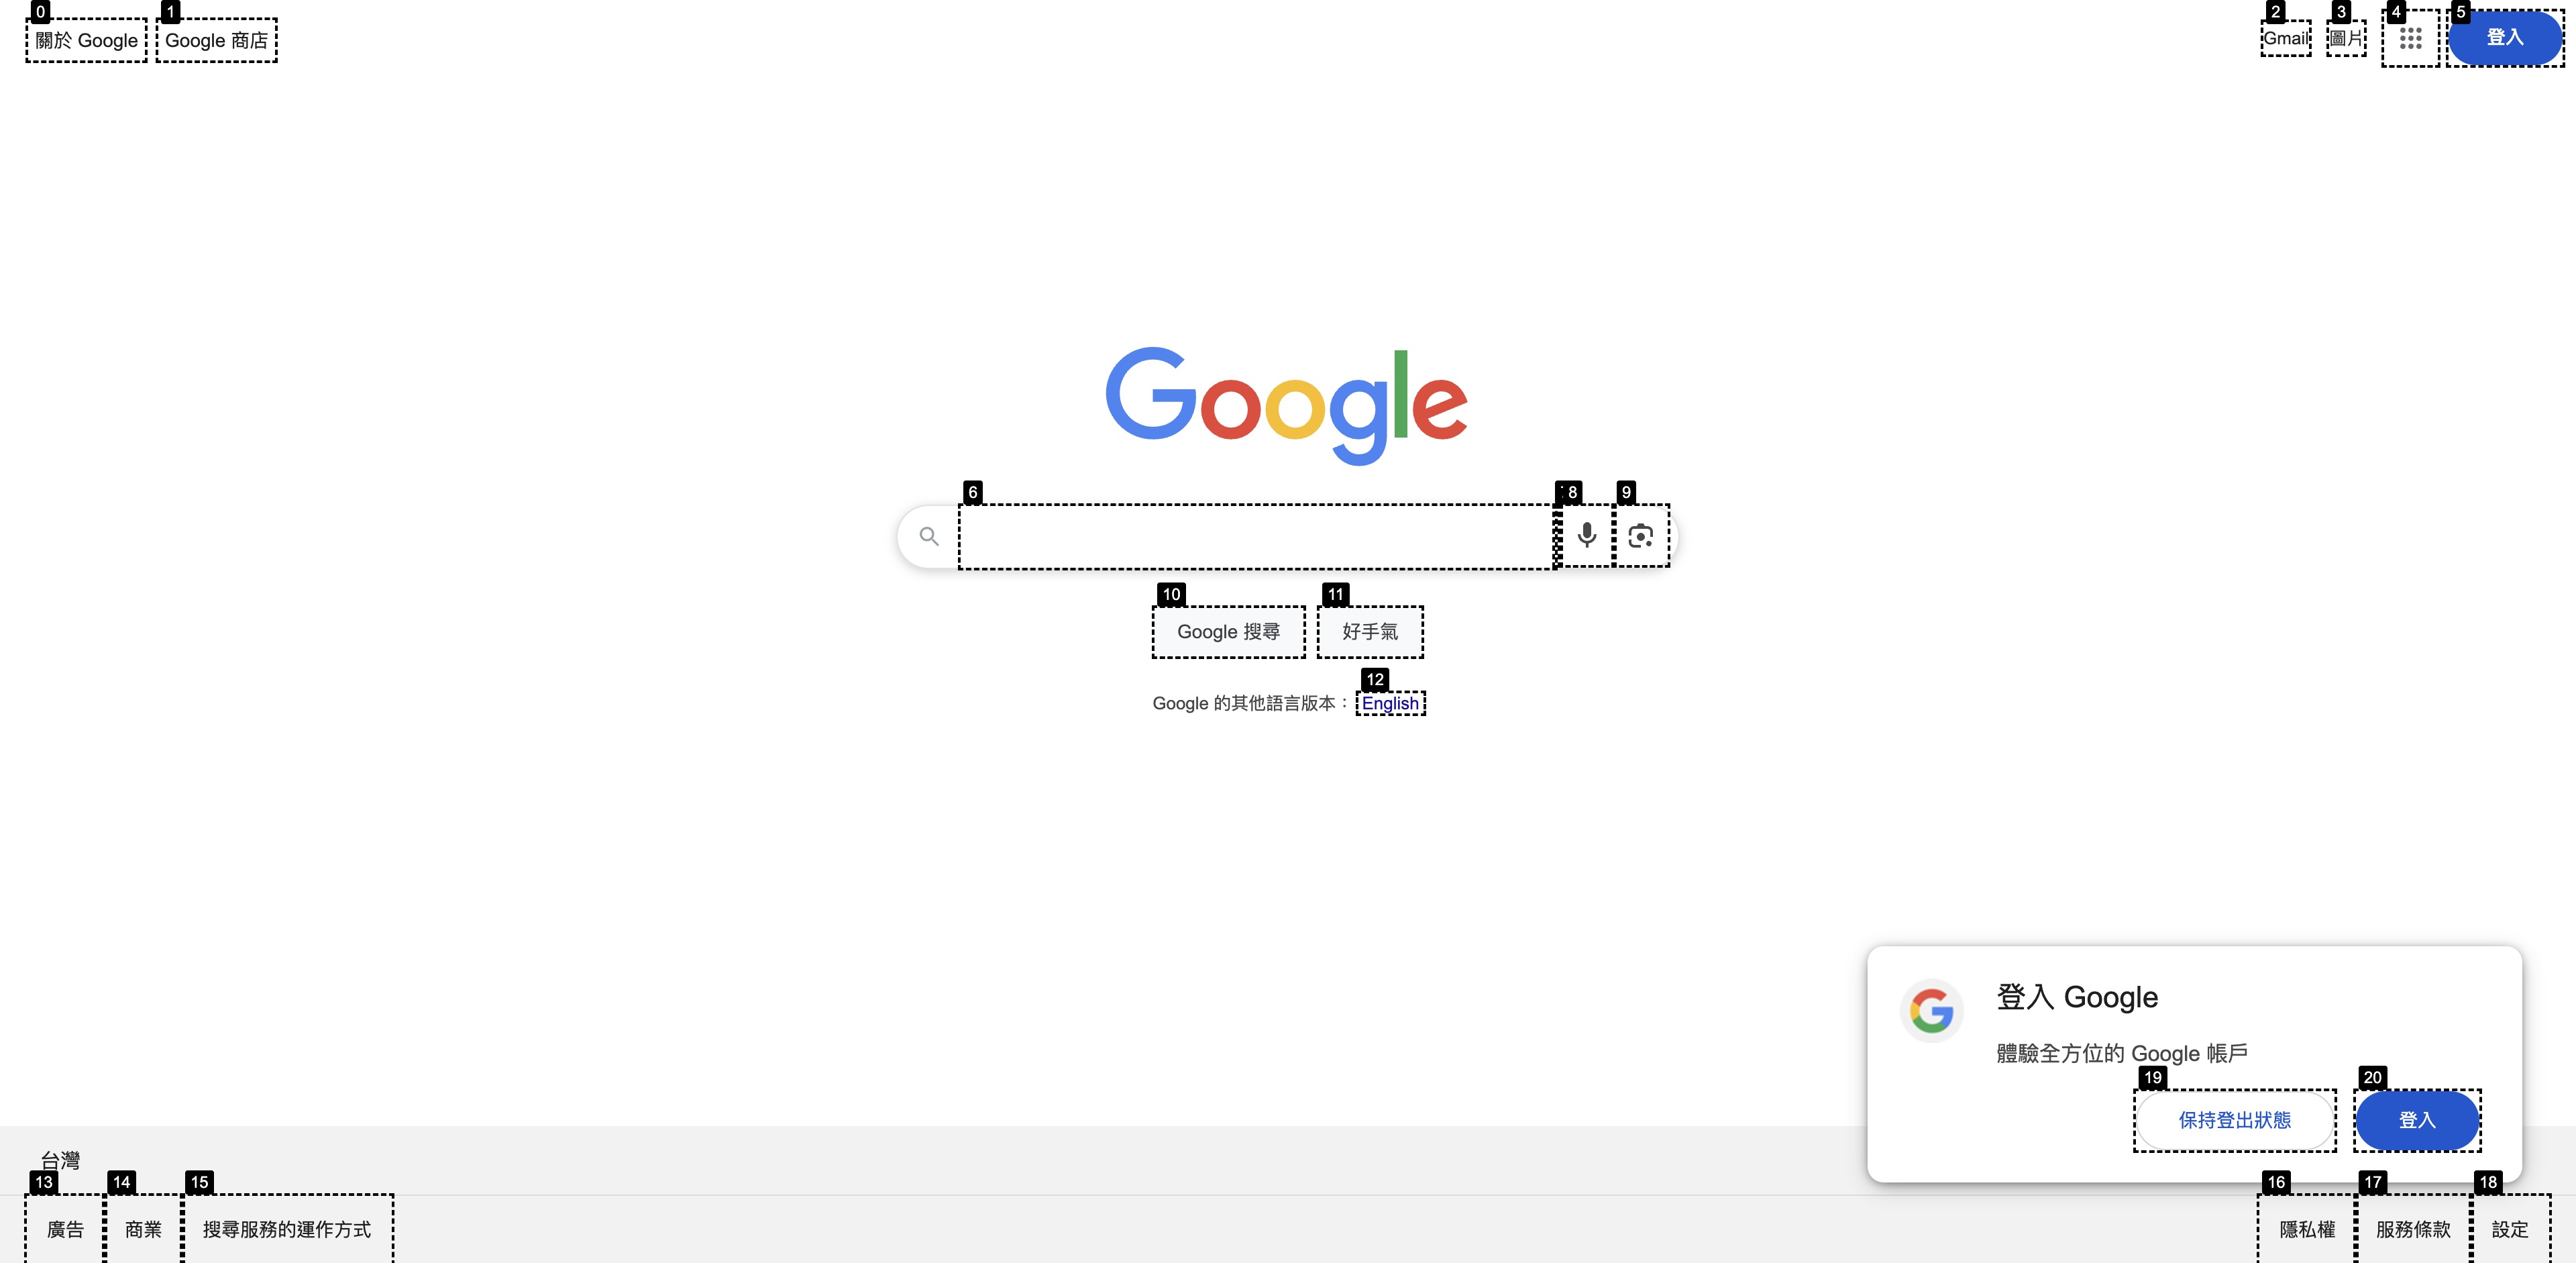 0 1 2 3 4 5
關於 Google Google 商店 Gmail 圖片 登入
Google
6 8 9
10 11
Google 搜尋 好手氣
12
Google 的其他語言版本： English
登入 Google
體驗全方位的 Google 帳戶
19 20
保持登出狀態 登入
台灣
13 14 15 16 17 18
廣告 商業 搜尋服務的運作方式 隱私權 服務條款 設定